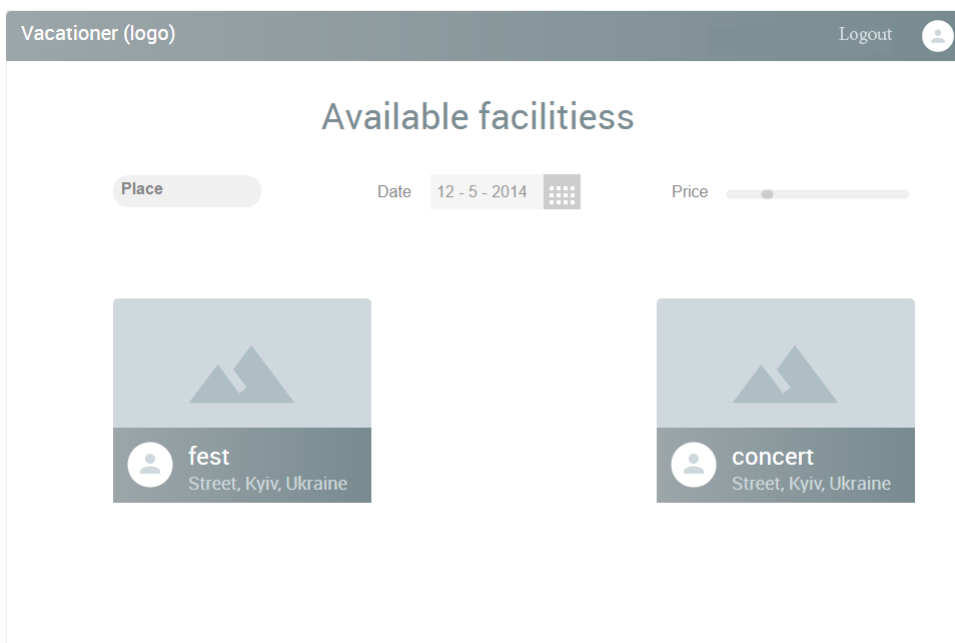 Vacationer (logo)
Logout
Available facilitiess
Place
Date
12 - 5 - 2014
Price
fest
Street, Kyiv, Ukraine
concert
Street, Kyiv, Ukraine